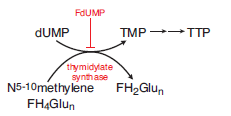 FdUMP
dUMP TMP TTP
thymidylate
synthase
N5-10methylene FH2Glun
FH4Glun